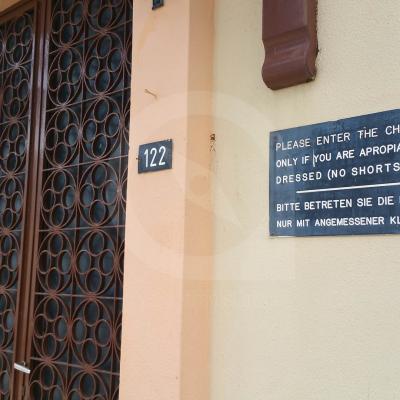 122
PLEASE ENTER THE CH
ONLY IF YOU ARE APROPIA
DRESSED (NO SHORTS
BITTE BETRETEN SIE DIE
NUR MIT ANGEMESSENER KL